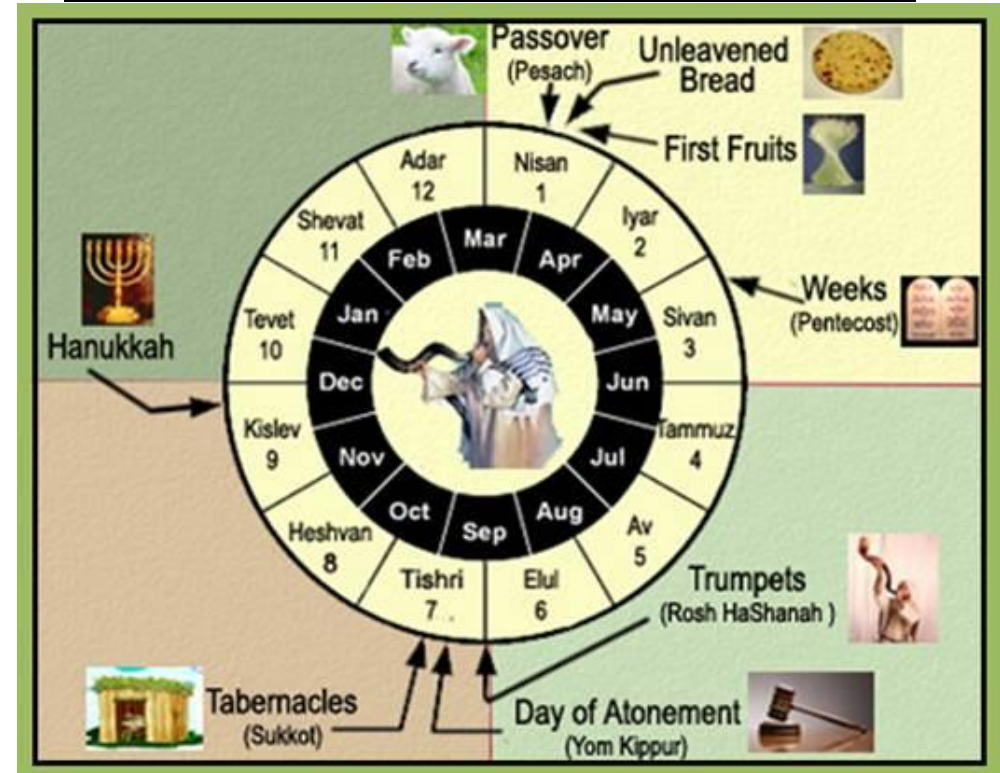 Passover
(Pesach)
Unleavened
Bread
First Fruits
Weeks
(Pentecost)
Hanukkah
Trumpets
(Rosh HaShanah )
Day of Atonement
(Yom Kippur)
Tabernacles
(Sukkot)
Nisan
1
Iyar
2
Sivan
3
Tammuz
4
Av
5
Elul
6
Tishri
7
Heshvan
8
Kislev
9
Tevet
10
Shevat
11
Adar
12
Mar
Apr
May
Jun
Jul
Aug
Sep
Oct
Nov
Dec
Jan
Feb